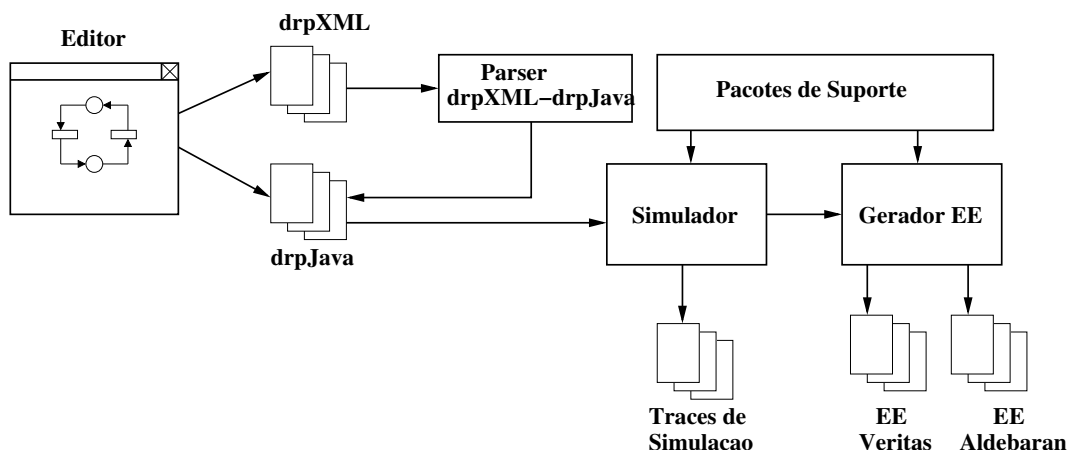 drpXML
Editor
Parser
drpXML−drpJava
Pacotes de Suporte
Simulador
Gerador EE
drpJava
Traces de
Simulacao
EE
Veritas
EE
Aldebaran